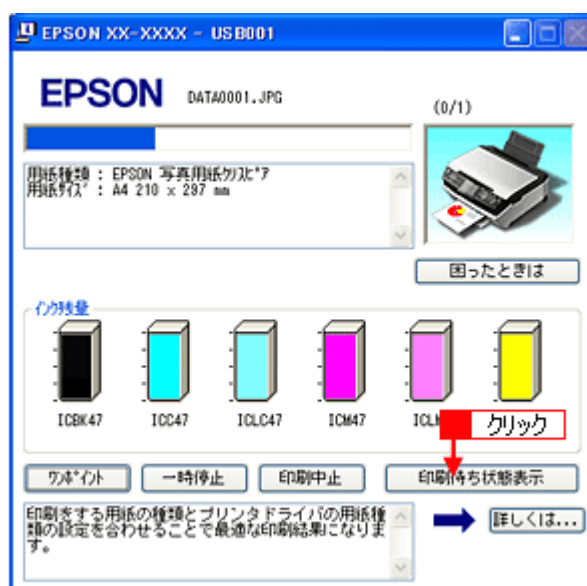 EPSON XX-XXXX - USB001
EPSON DATA0001.JPG
(0/1)
用紙種類 : EPSON 写真用紙クリスピア
用紙サイズ : A4 210 x 297 mm
困ったときは
インク残量
ICBK47 ICC47 ICLC47 ICM47
クリック
ワンポイント 一時停止 印刷中止 印刷待ち状態表示
印刷をする用紙の種類とプリンタドライバの用紙種
類の設定を合わせることで最適な印刷結果になりま
す。
詳しくは...